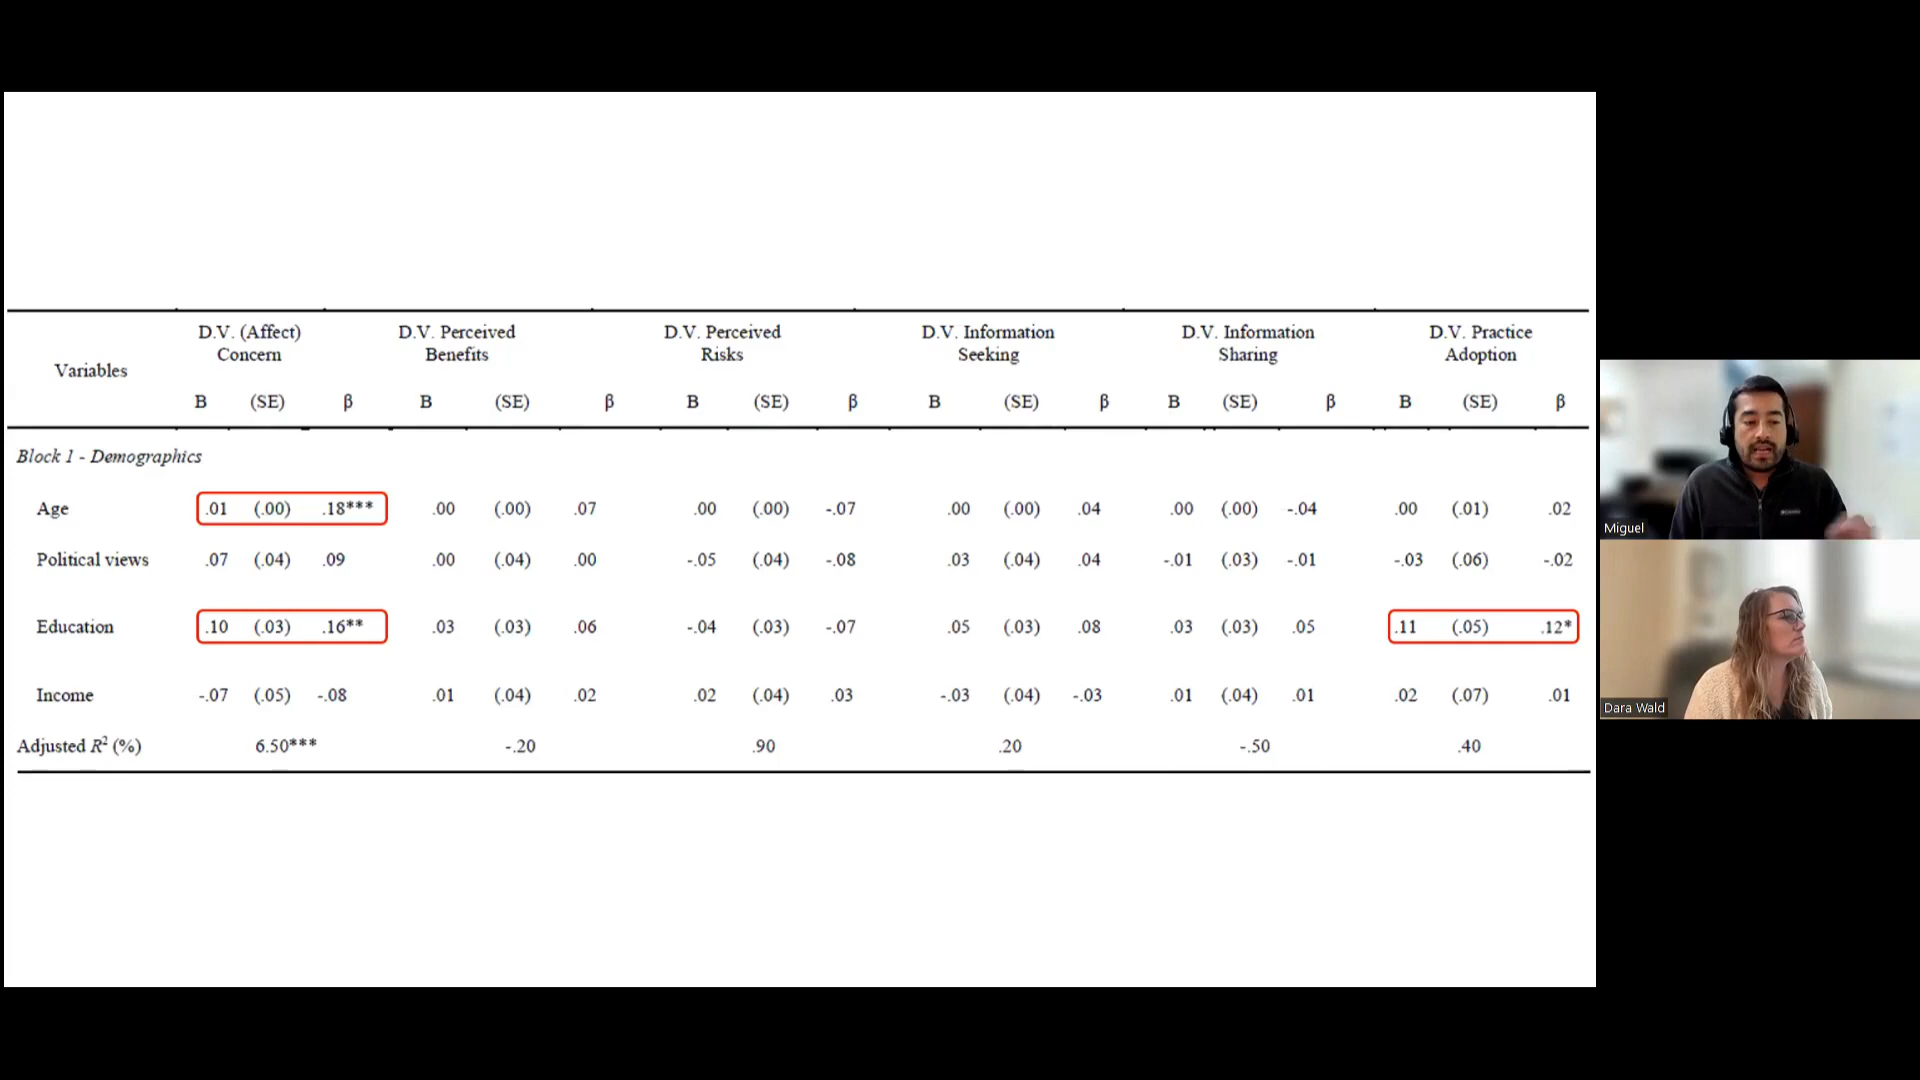 D.V. (Affect) D.V. Perceived D.V. Perceived D.V. Information D.V. Information D.V. Practice
Concern Benefits Risks Seeking Sharing Adoption
Variables
B (SE) β B (SE) β B (SE) β B (SE) β B (SE) β B (SE) β
Block 1 - Demographics
Age .01 (.00) .18*** .00 (.00) .07 .00 (.00) -.07 .00 (.00) .04 .00 (.00) -.04 .00 (.01) .02
Political views .07 (.04) .09 .00 (.04) .00 -.05 (.04) -.08 .03 (.04) .04 -.01 (.03) -.01 -.03 (.06) -.02
Education .10 (.03) .16** .03 (.03) .06 -.04 (.03) -.07 .05 (.03) .08 .03 (.03) .05 .11 (.05) .12*
Income -.07 (.05) -.08 .01 (.04) .02 .02 (.04) .03 -.03 (.04) -.03 .01 (.04) .01 .02 (.07) .01
Adjusted R² (%) 6.50*** -.20 .90 .20 -.50 .40
Miguel
Dara Wald